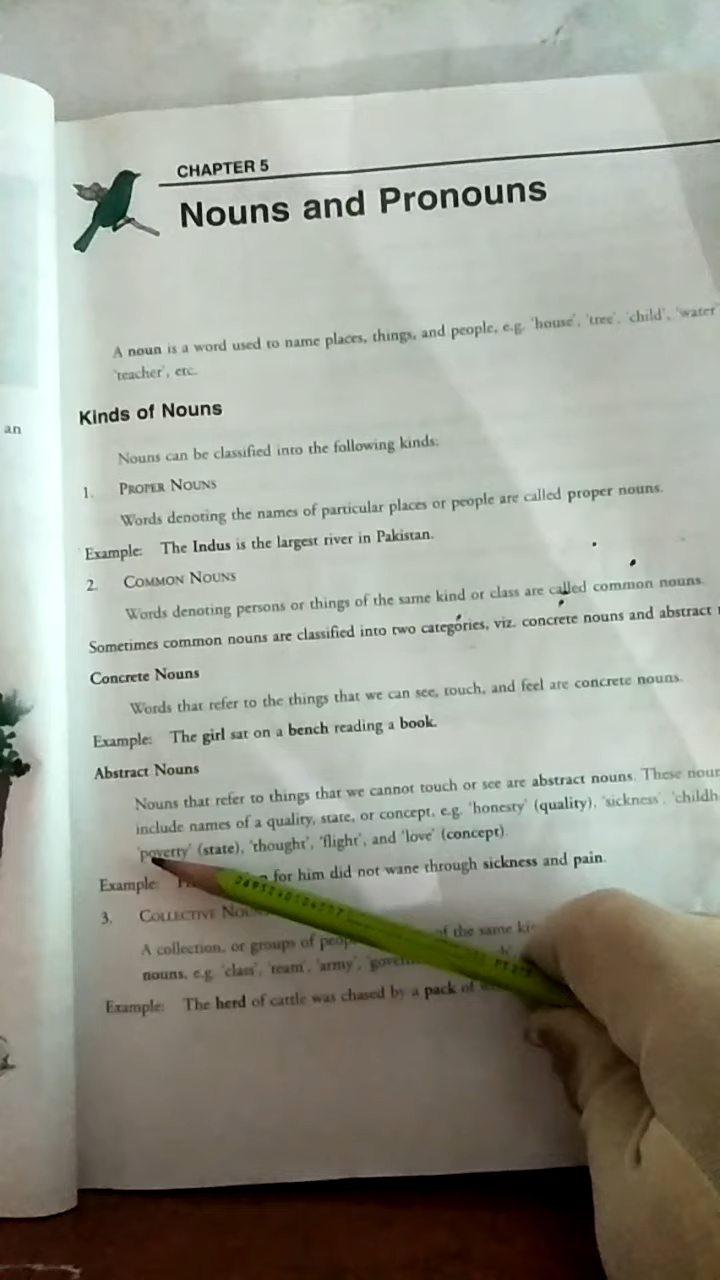 CHAPTER 5
Nouns and Pronouns
A noun is a word used to name places, things, and people, e.g. 'house', 'tree', 'child', 'water'
'teacher', etc.
an
Kinds of Nouns
Nouns can be classified into the following kinds:
1. PROPER NOUNS
Words denoting the names of particular places or people are called proper nouns.
Example: The Indus is the largest river in Pakistan.
2. COMMON NOUNS
Words denoting persons or things of the same kind or class are called common nouns.
Sometimes common nouns are classified into two categories, viz. concrete nouns and abstract
Concrete Nouns
Words that refer to the things that we can see, touch, and feel are concrete nouns.
Example: The girl sat on a bench reading a book.
Abstract Nouns
Nouns that refer to things that we cannot touch or see are abstract nouns. These
include names of a quality, state, or concept, e.g. 'honesty' (quality), 'sickness',
'poverty' (state), 'thought', 'flight', and 'love' (concept).
Example: for him did not wane through sickness and pain.
3. COLLECTIVE
A collection, or groups of of the same
nouns, e.g. 'class', 'team', 'army',
Example: The herd of cattle was chased by a pack of